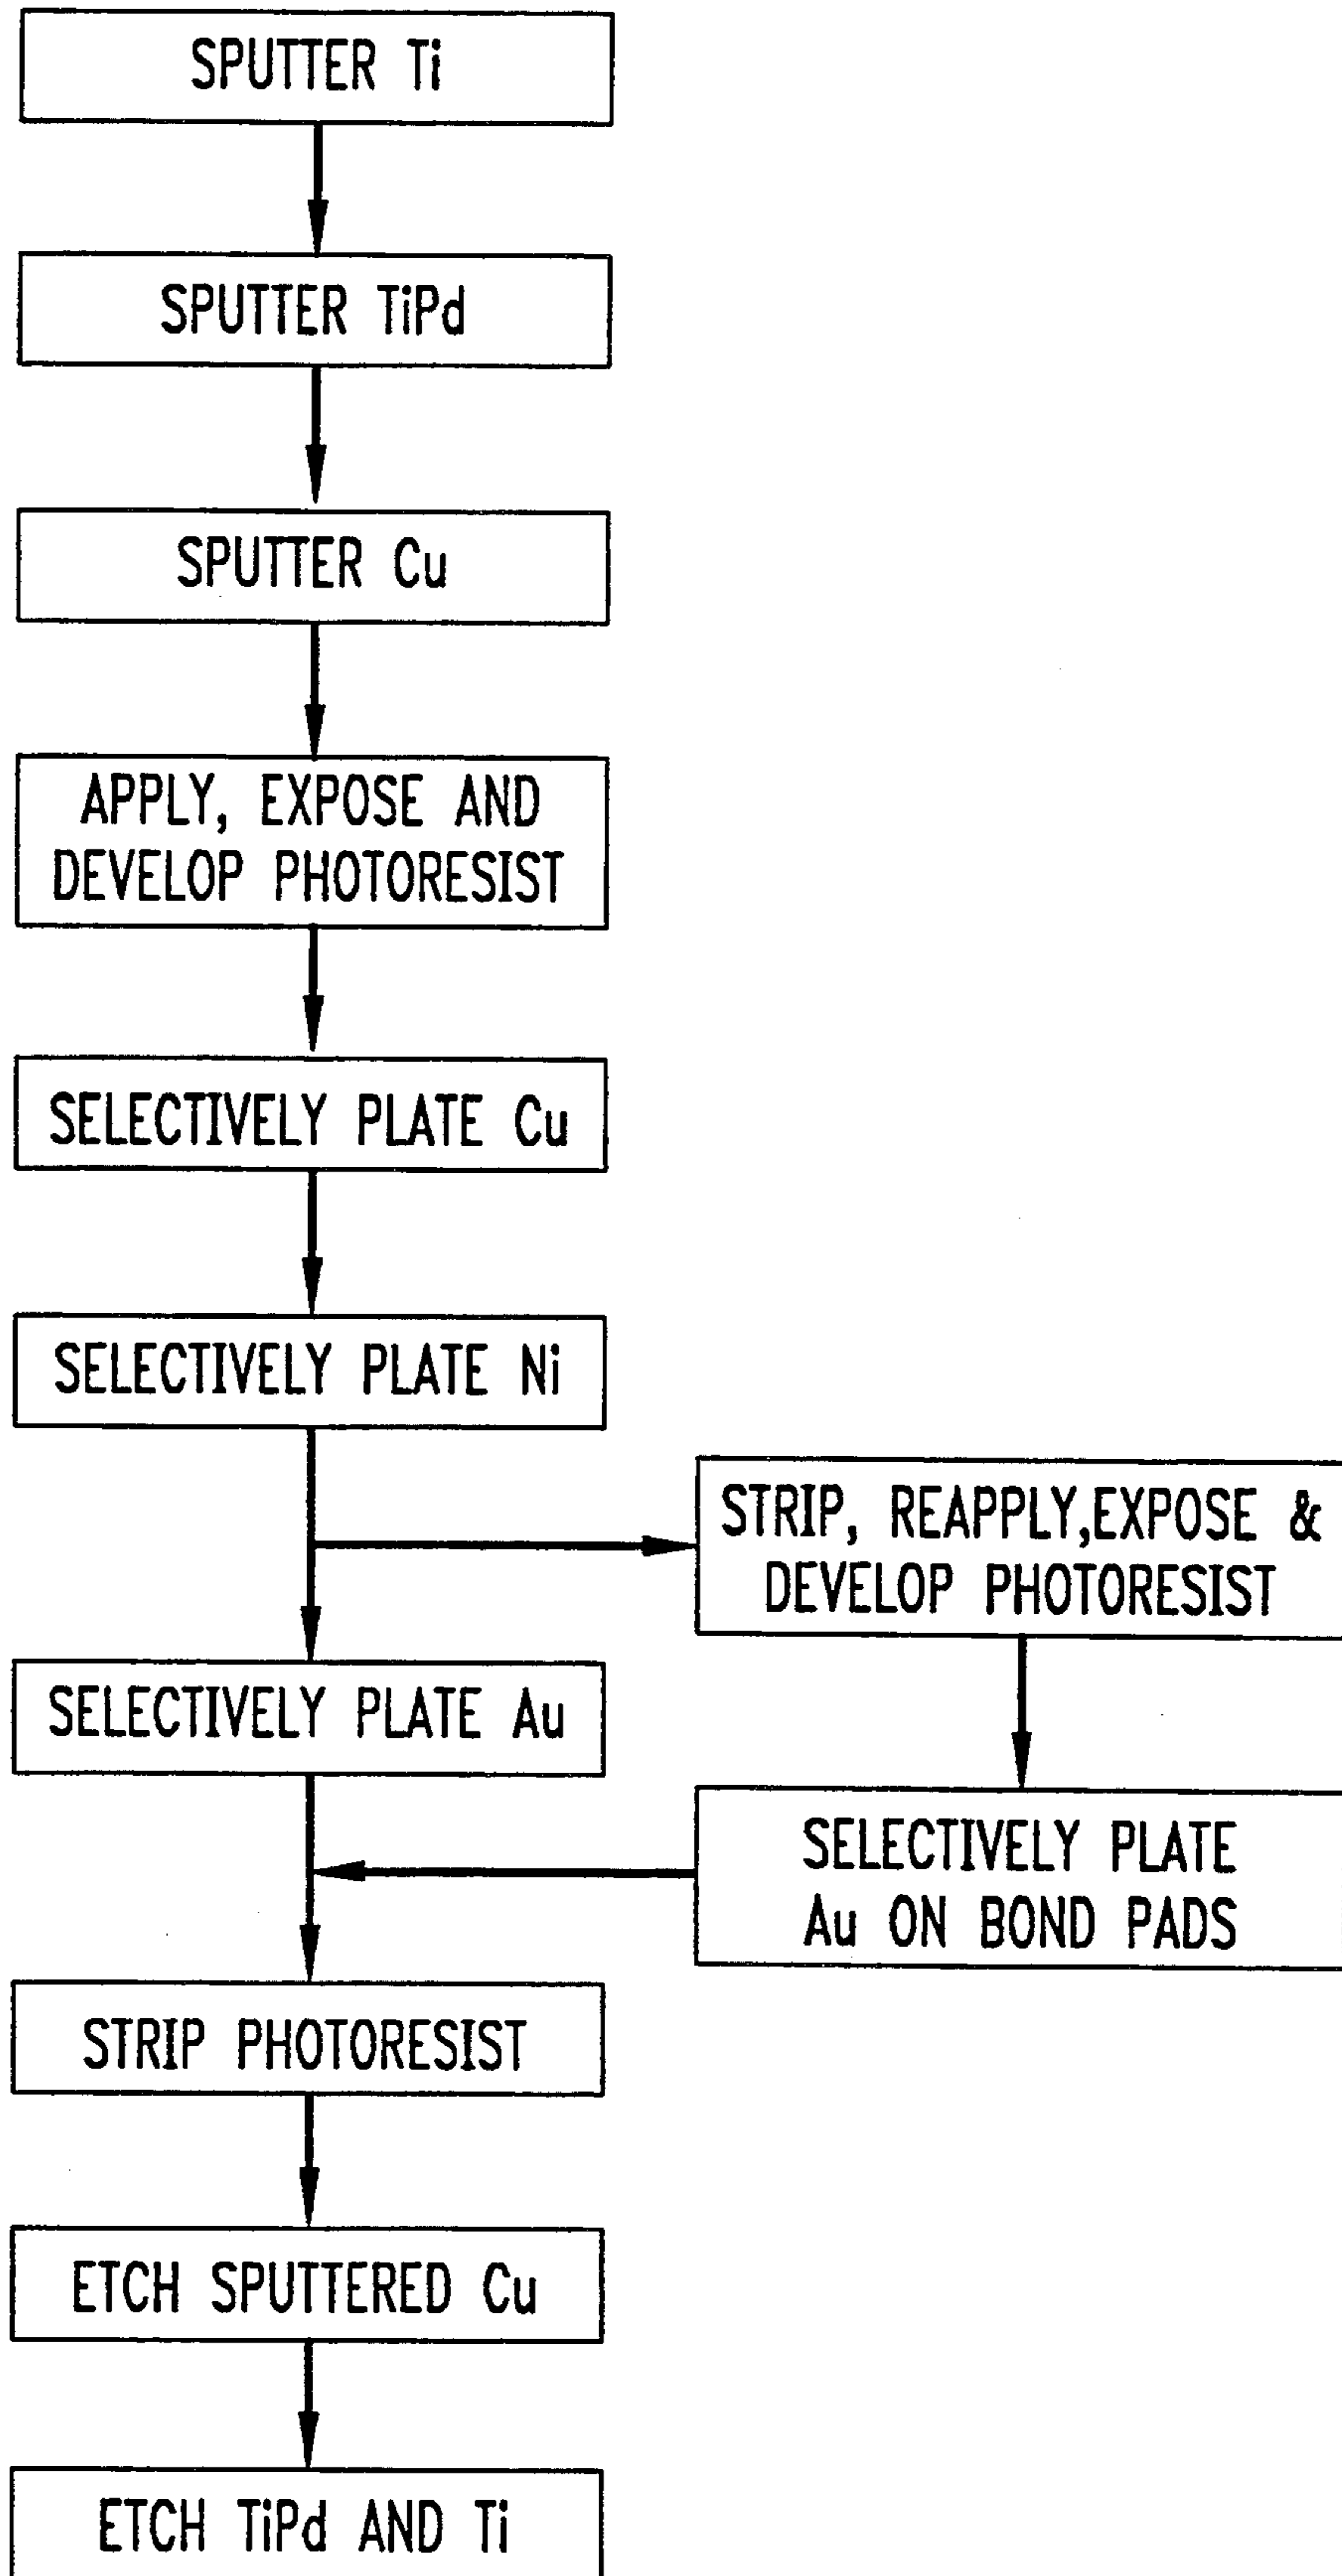 SPUTTER Ti
SPUTTER TiPd
SPUTTER Cu
APPLY, EXPOSE AND
DEVELOP PHOTORESIST
SELECTIVELY PLATE Cu
SELECTIVELY PLATE Ni
STRIP, REAPPLY,EXPOSE &
DEVELOP PHOTORESIST
SELECTIVELY PLATE Au
SELECTIVELY PLATE
Au ON BOND PADS
STRIP PHOTORESIST
ETCH SPUTTERED Cu
ETCH TiPd AND Ti